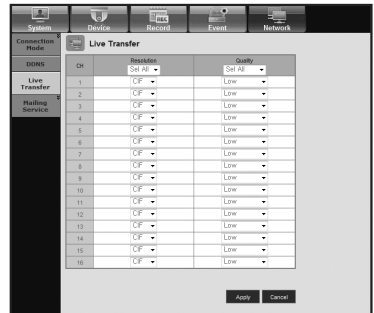 System Device Record Event Network
REC
Connection Mode
DDNS
Live Transfer
Mailing Service
Live Transfer
CH Resolution Quality
Sel All Sel All
1 CIF Low
2 CIF Low
3 CIF Low
4 CIF Low
5 CIF Low
6 CIF Low
7 CIF Low
8 CIF Low
9 CIF Low
10 CIF Low
11 CIF Low
12 CIF Low
13 CIF Low
14 CIF Low
15 CIF Low
16 CIF Low
Apply Cancel